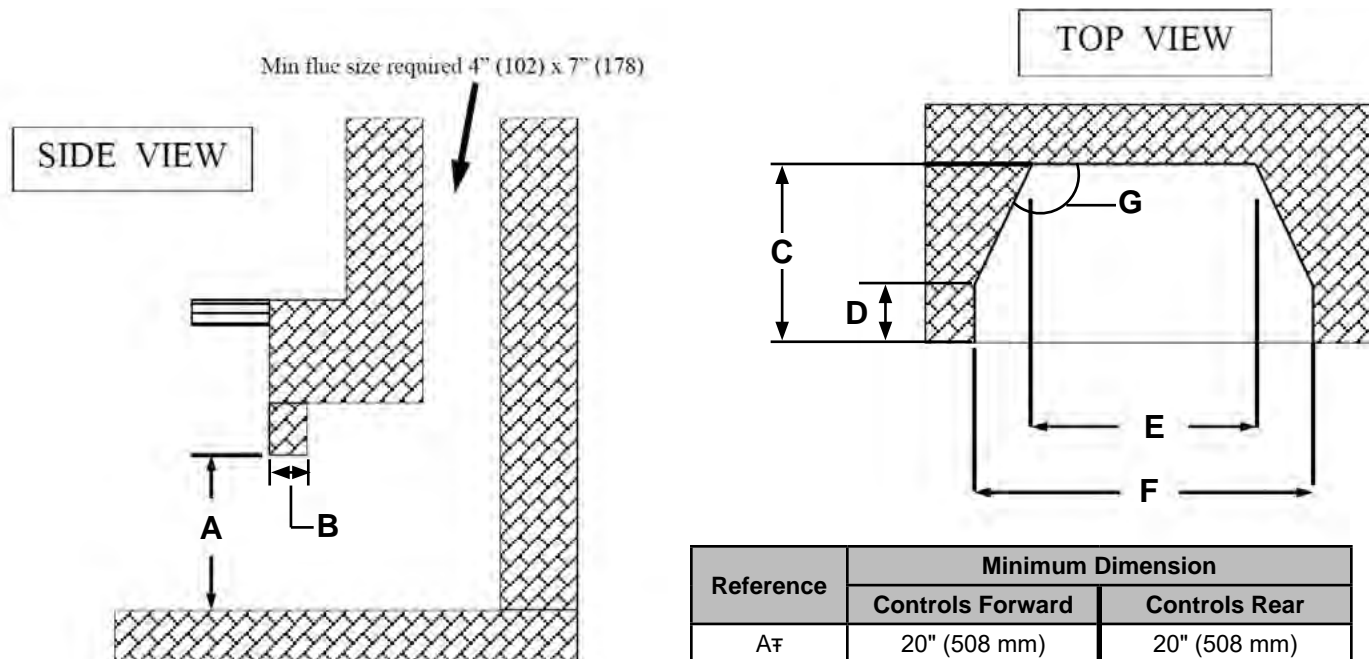 Min flue size required 4" (102) x 7" (178)
SIDE VIEW
A
B
TOP VIEW
C
D
G
E
F
Reference
Minimum Dimension
Controls Forward
Controls Rear
AŦ
20" (508 mm)
20" (508 mm)